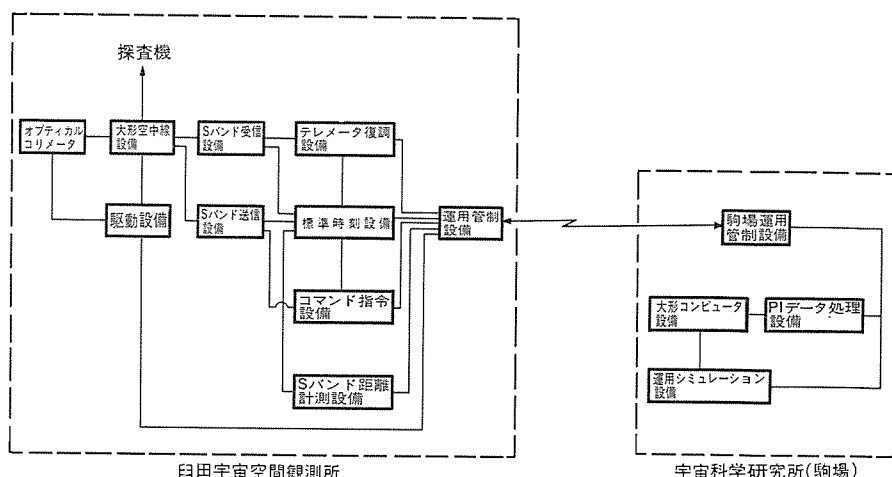 探査機
オプティカル
コリメータ
大形空中線
設備
Sバンド受信
設備
テレメータ復調
設備
駆動設備
Sバンド送信
設備
標準時刻設備
運用管制
設備
コマンド指令
設備
Sバンド距離
計測設備
臼田宇宙空間観測所
駒場運用
管制設備
大形コンピュータ
設備
PIデータ処理
設備
運用シミュレーション
設備
宇宙科学研究所(駒場)